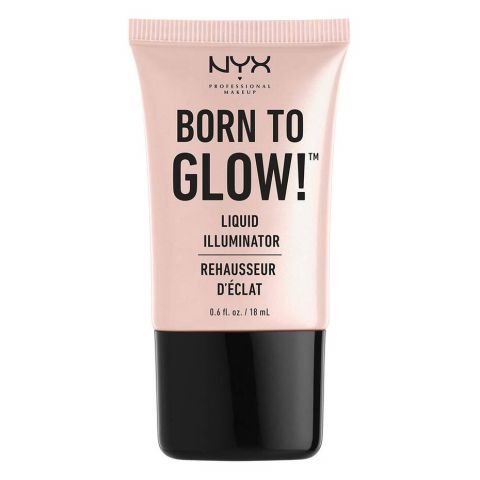 NYX
PROFESSIONAL
MAKEUP
BORN TO
GLOW!™
LIQUID
ILLUMINATOR
REHAUSSEUR
D'ÉCLAT
0.6 fl. oz. / 18 mL